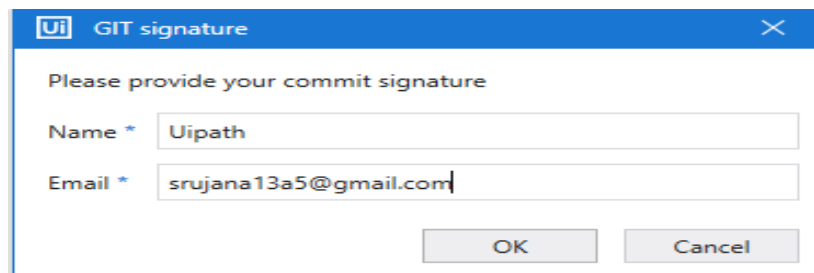 Ui GIT signature
Please provide your commit signature
Name * Uipath
Email * srujana13a5@gmail.com
OK Cancel